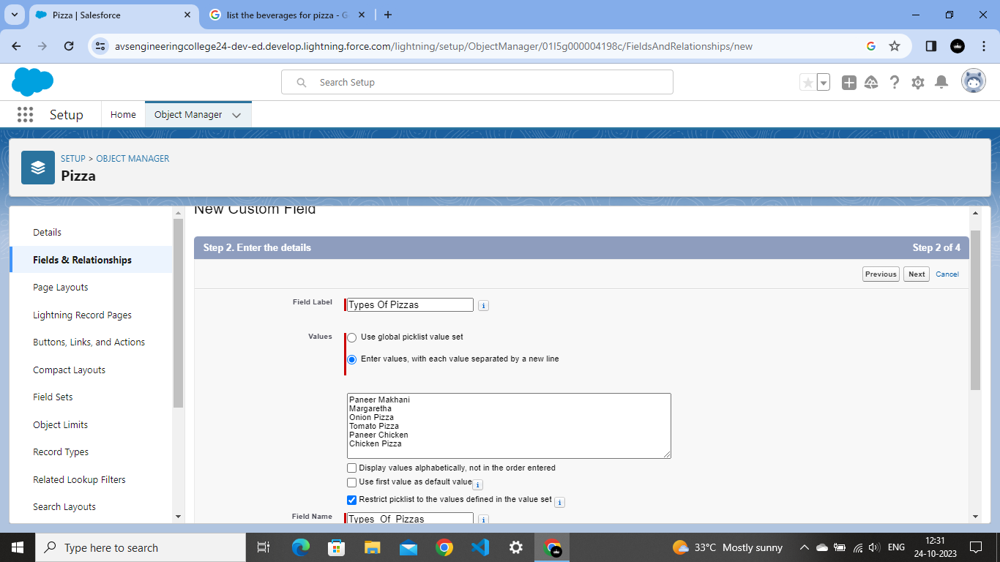 Pizza | Salesforce
list the beverages for pizza - G
avsengineeringcollege24-dev-ed.develop.lightning.force.com/lightning/setup/ObjectManager/01I5g000004198c/FieldsAndRelationships/new
Search Setup
Setup
Home
Object Manager
SETUP > OBJECT MANAGER
Pizza
New Custom Field
Details
Fields & Relationships
Page Layouts
Lightning Record Pages
Buttons, Links, and Actions
Compact Layouts
Field Sets
Object Limits
Record Types
Related Lookup Filters
Search Layouts
Step 2. Enter the details
Step 2 of 4
Previous
Next
Cancel
Field Label
Types Of Pizzas
Values
Use global picklist value set
Enter values, with each value separated by a new line
Paneer Makhani
Margaretha
Onion Pizza
Tomato Pizza
Paneer Chicken
Chicken Pizza
Display values alphabetically, not in the order entered
Use first value as default value
Restrict picklist to the values defined in the value set
Field Name
Types_Of_Pizzas
Type here to search
33°C Mostly sunny
ENG
12:31
24-10-2023